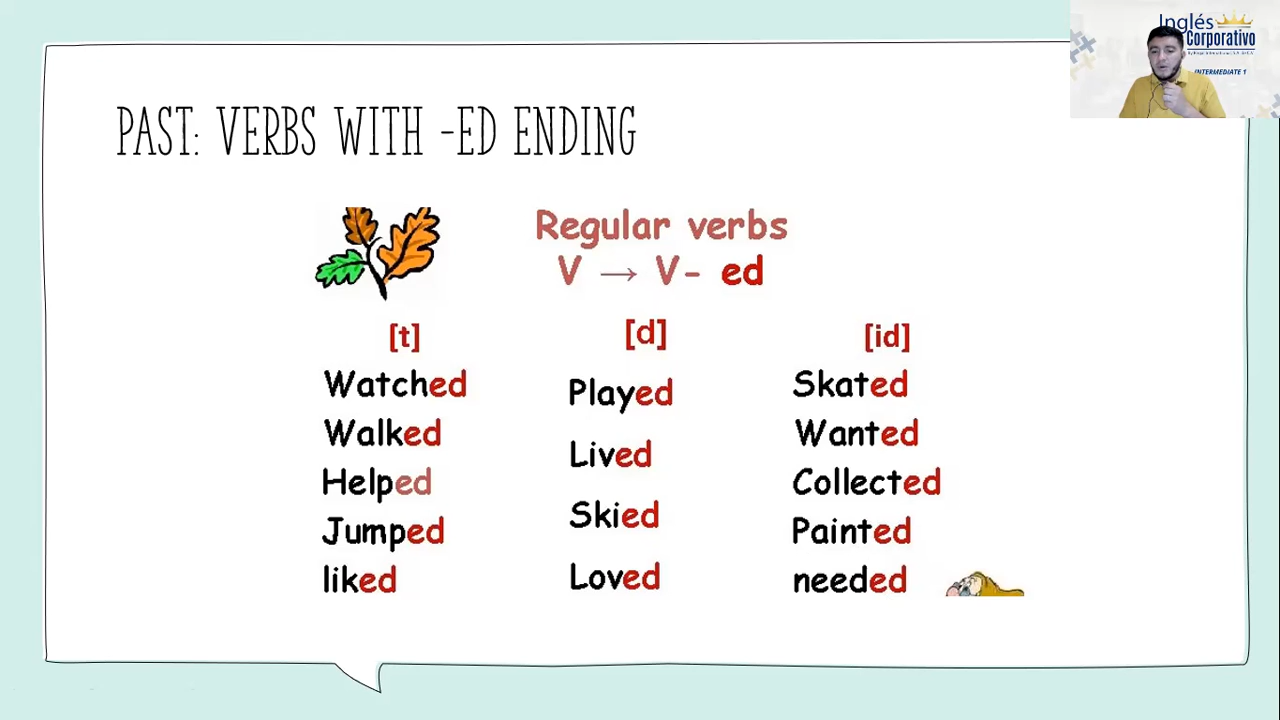 Inglés
Corporativo
INTERMEDIATE 1
PAST: VERBS WITH -ED ENDING
Regular verbs
V → V- ed
[t]
Watched
Walked
Helped
Jumped
liked
[d]
Played
Lived
Skied
Loved
[id]
Skated
Wanted
Collected
Painted
needed